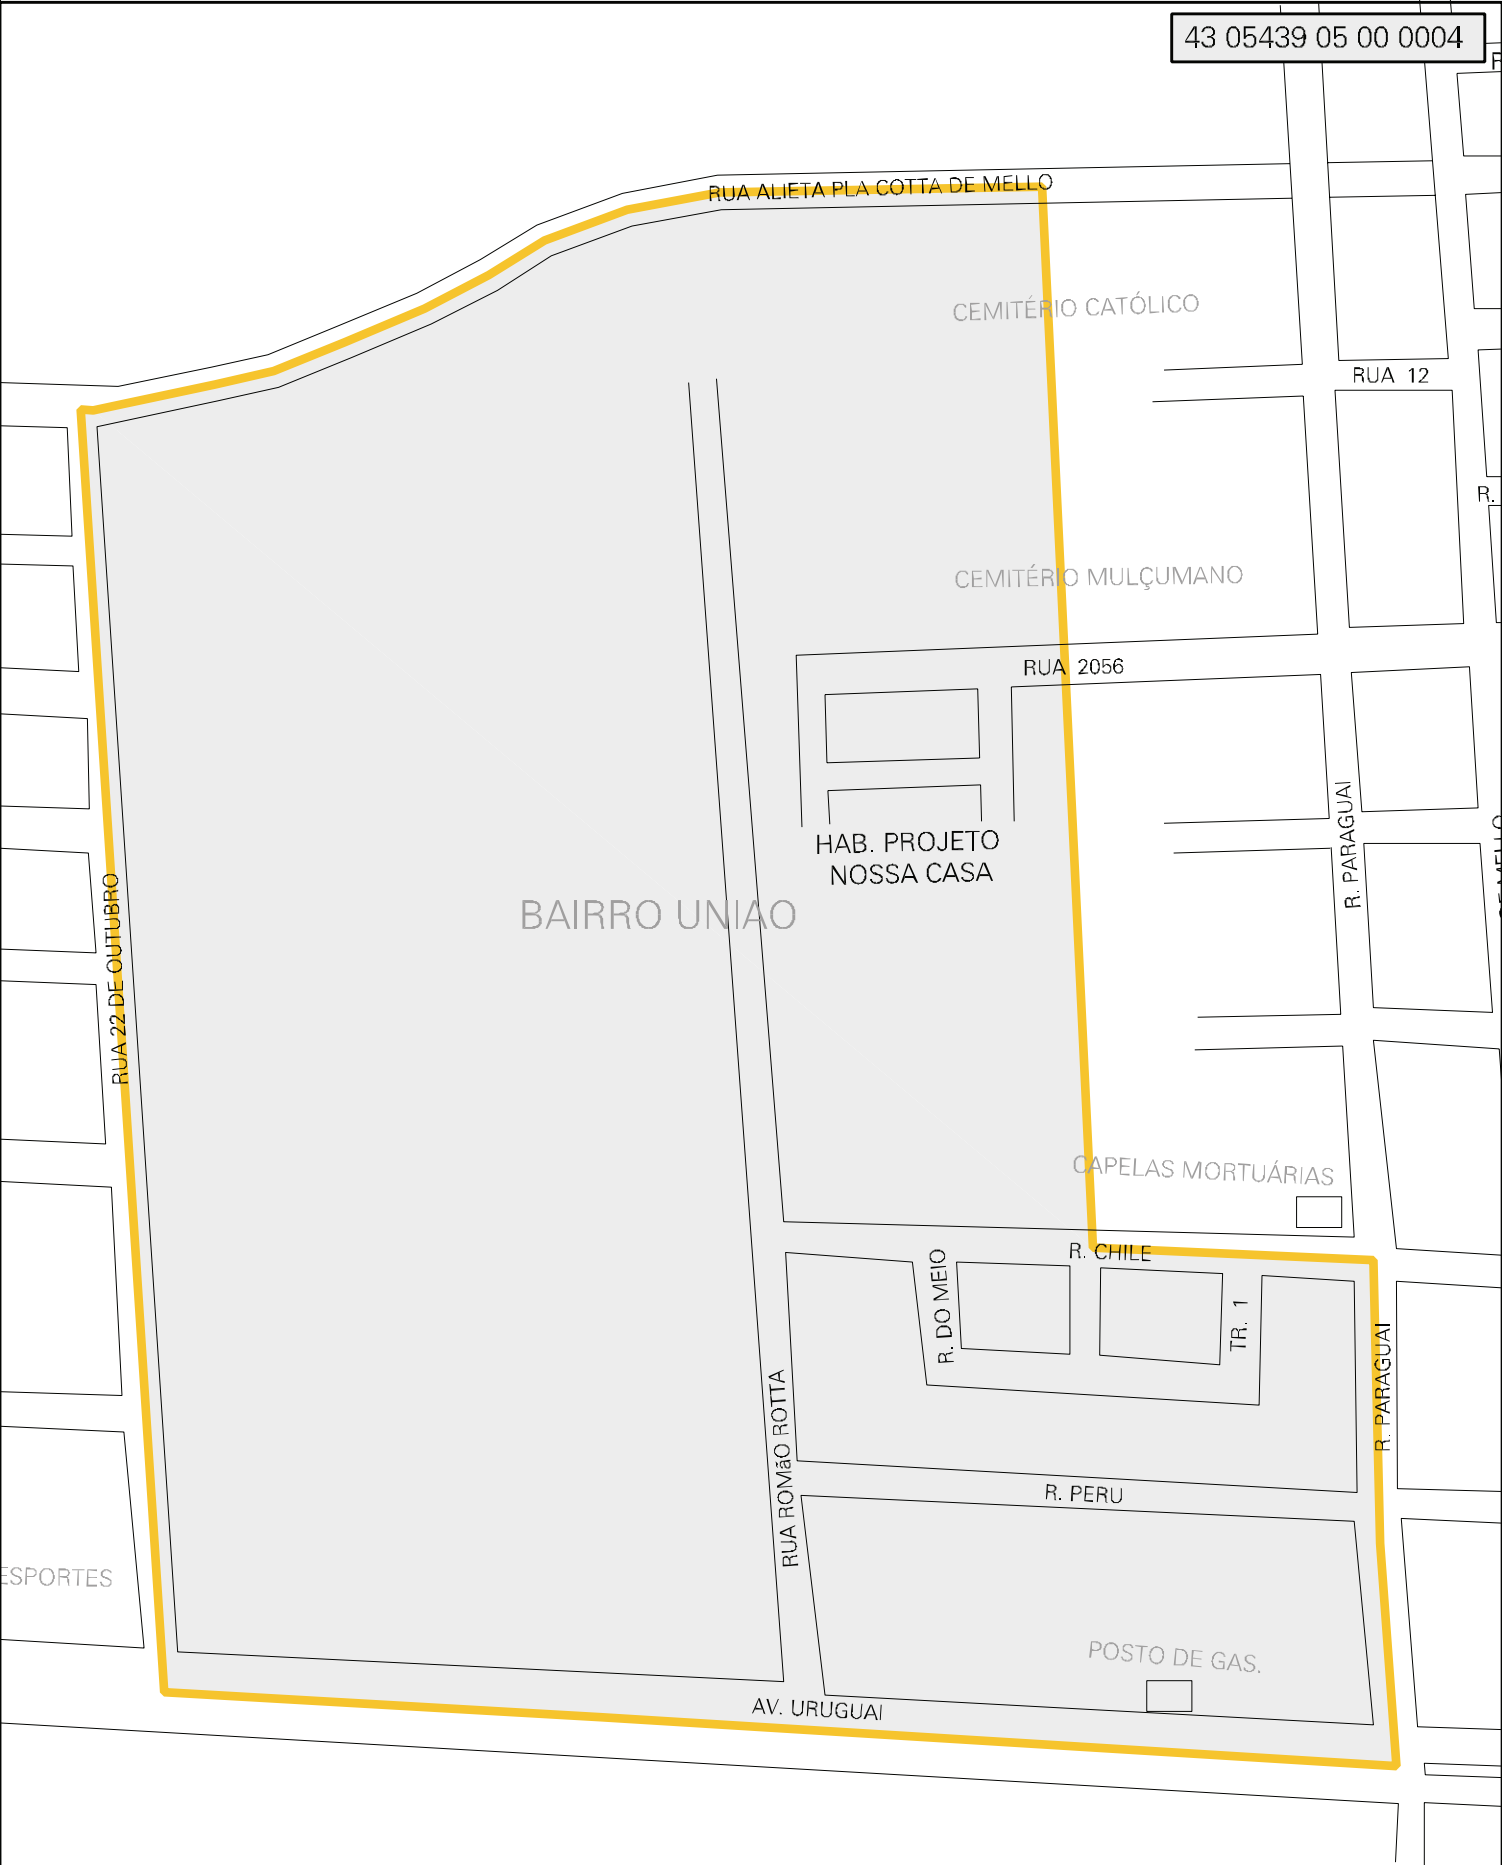 43 05439 05 00 0004
RUA ALIETA PLA COTTA DE MELLO
CEMITÉRIO CATÓLICO
RUA 12
R.
CEMITÉRIO MULÇUMANO
RUA 2056
R. PARAGUAI
HAB. PROJETO
NOSSA CASA
BAIRRO UNIAO
RUA 22 DE OUTUBRO
CAPELAS MORTUÁRIAS
R. CHILE
R. DO MEIO
TR. 1
R. PARAGUAI
RUA ROMãO ROTTA
R. PERU
ESPORTES
POSTO DE GAS.
AV. URUGUAI